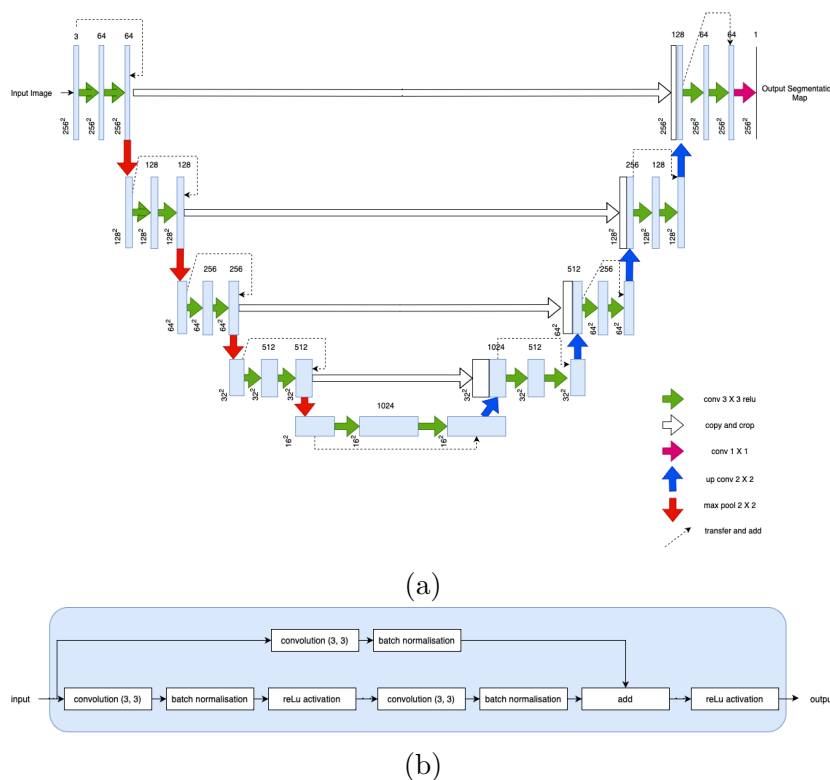 3 64 64 128 64 64 1
Input Image
Output Segmentatic
Map
256² 256² 256² 256² 256² 256² 256²
128 128 256 128
128² 128² 128² 128² 128² 128²
256 256 512 256
64² 64² 64² 64² 64² 64²
512 512 1024 512
32² 32² 32² 32² 32² 32²
1024
16² 16² 16²
conv 3 X 3 relu
copy and crop
conv 1 X 1
up conv 2 X 2
max pool 2 X 2
transfer and add
(a)
convolution (3, 3) batch normalisation
input convolution (3, 3) batch normalisation reLu activation convolution (3, 3) batch normalisation add reLu activation outpu
(b)